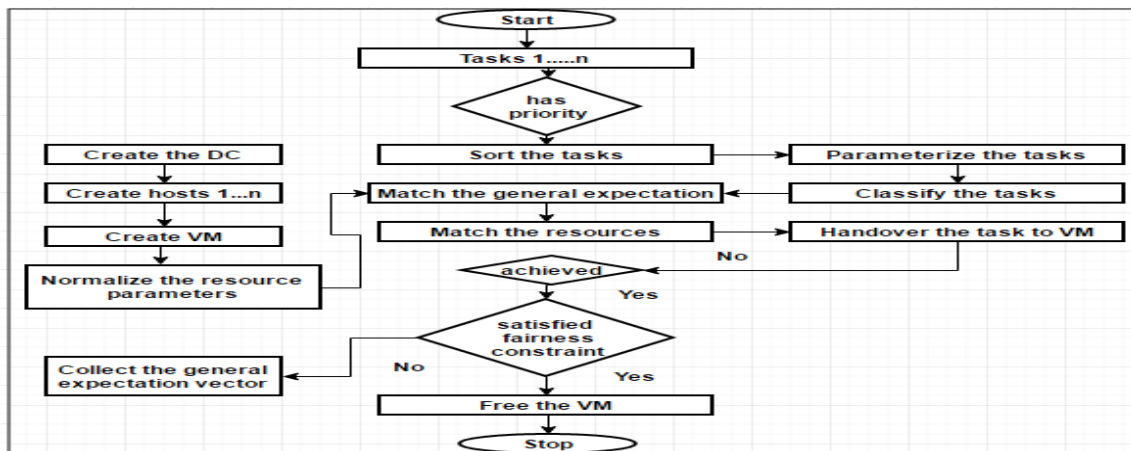 Start
Tasks 1.....n
has
priority
Create the DC
Sort the tasks
Parameterize the tasks
Create hosts 1...n
Match the general expectation
Classify the tasks
Create VM
Match the resources
Handover the task to VM
No
Normalize the resource
parameters
achieved
Yes
satisfied
fairness
constraint
Collect the general
expectation vector
No
Yes
Free the VM
Stop